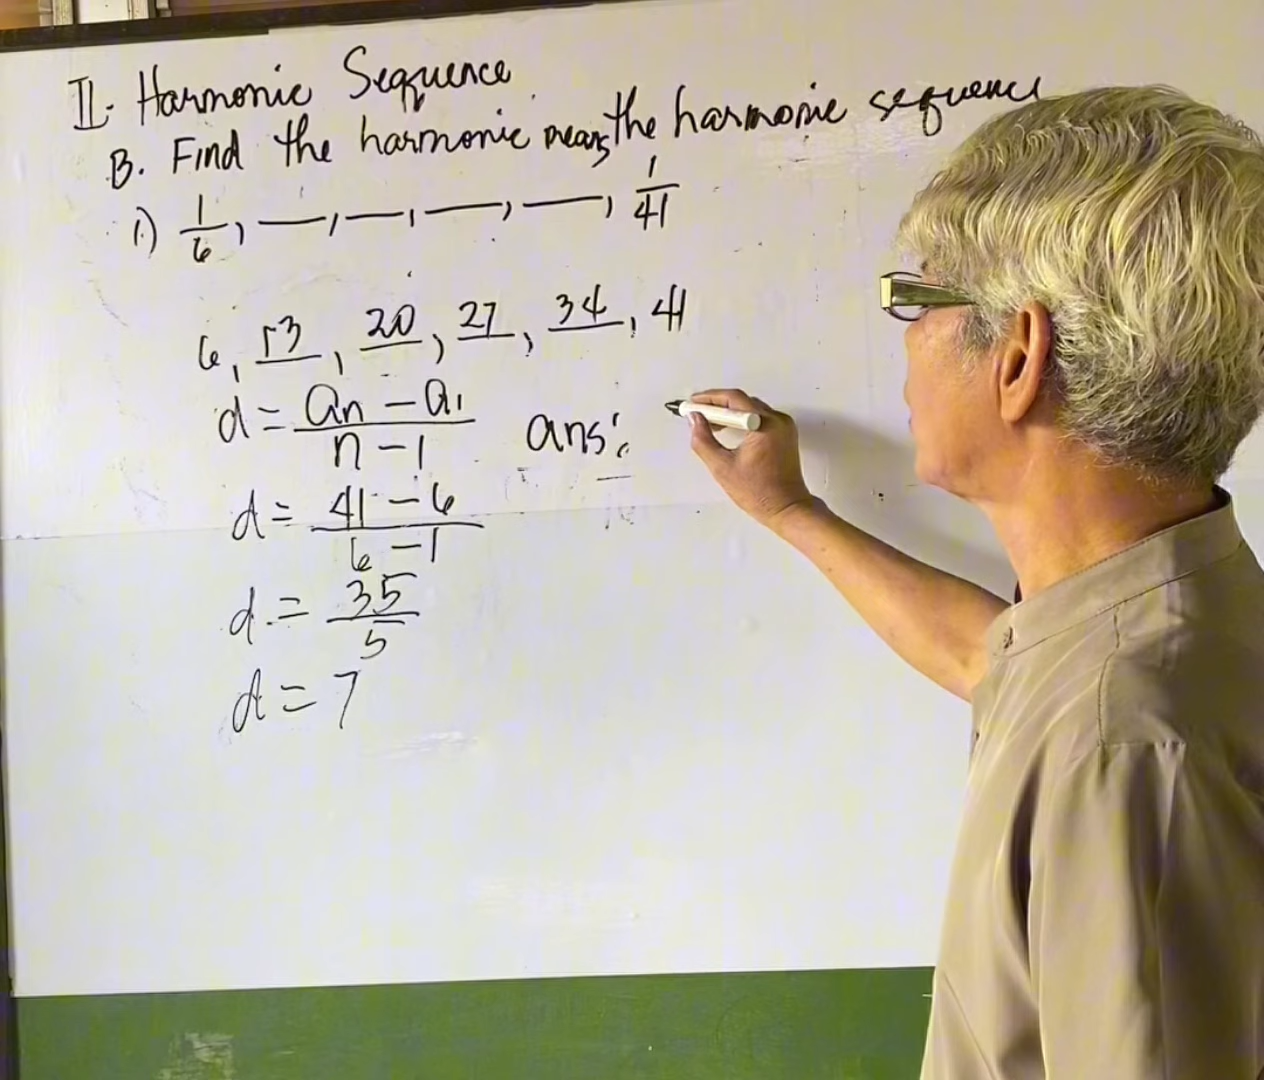 II. Harmonic Sequence
B. Find the harmonic means the harmonic sequence
1.) 1/6, __, __, __, __, 1/41
6, 13, 20, 27, 34, 41
d = an - a1 / n - 1
ans:
d = 41 - 6 / 6 - 1
d = 35 / 5
d = 7